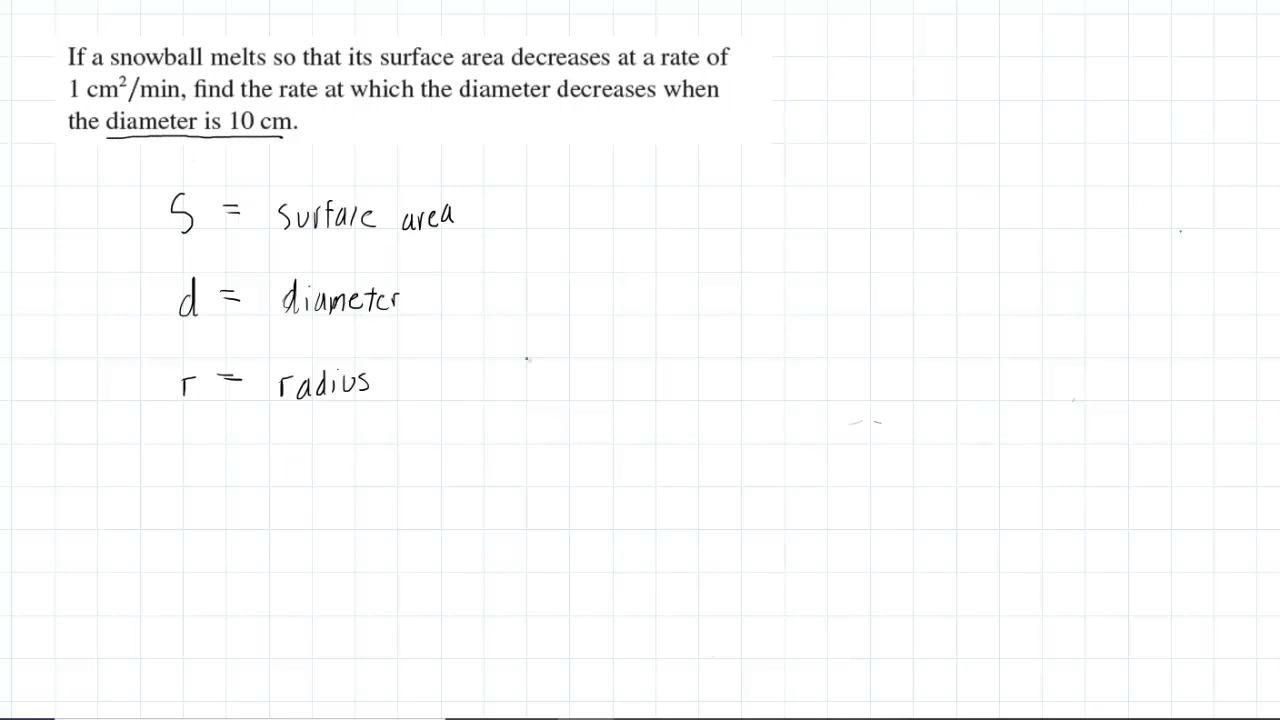 If a snowball melts so that its surface area decreases at a rate of
1 cm²/min, find the rate at which the diameter decreases when
the diameter is 10 cm.
S = surface area
d = diameter
r = radius